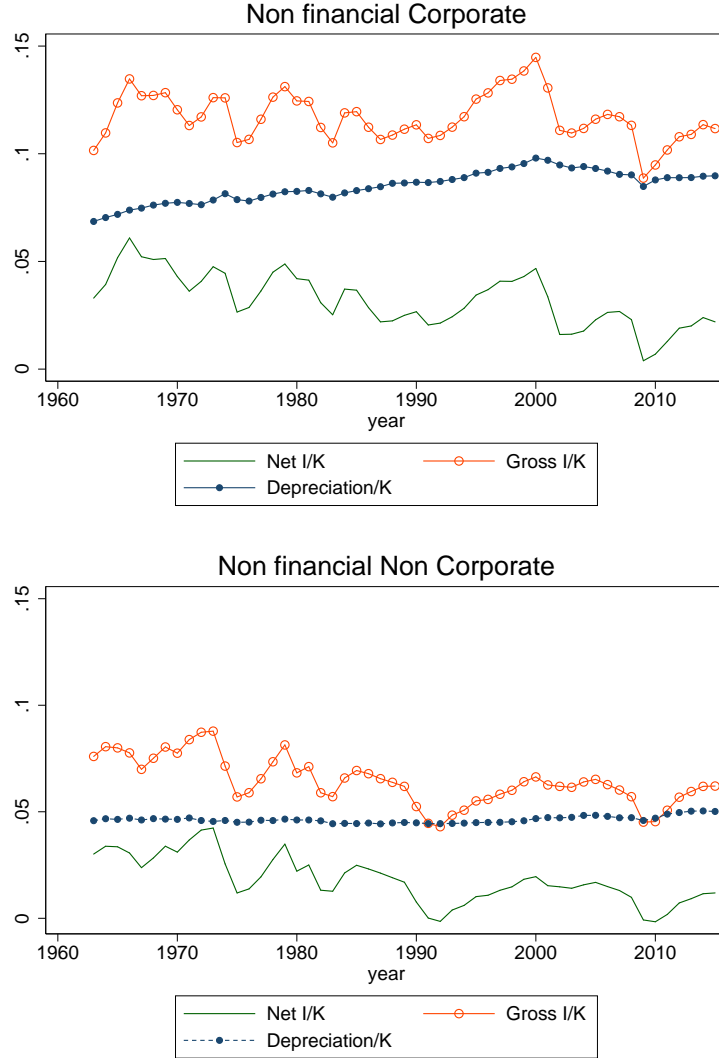 Non financial Corporate
.15
.1
.05
0
1960 1970 1980 1990 2000 2010
year
Net I/K Gross I/K
Depreciation/K
Non financial Non Corporate
.15
.1
.05
0
1960 1970 1980 1990 2000 2010
year
Net I/K Gross I/K
Depreciation/K